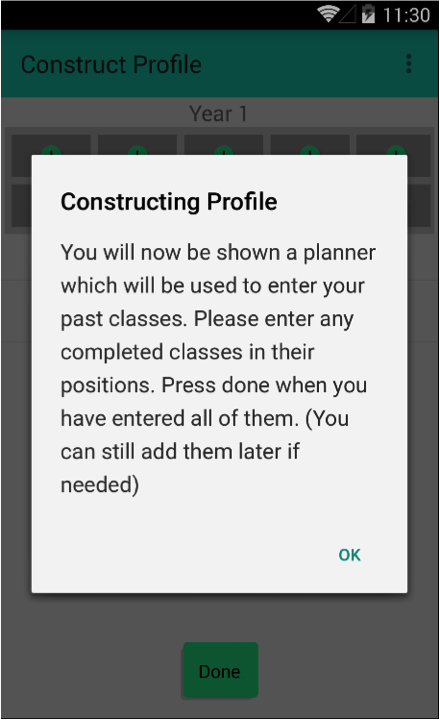 11:30
Construct Profile
Year 1
Constructing Profile
You will now be shown a planner
which will be used to enter your
past classes. Please enter any
completed classes in their
positions. Press done when you
have entered all of them. (You
can still add them later if
needed)
OK
Done